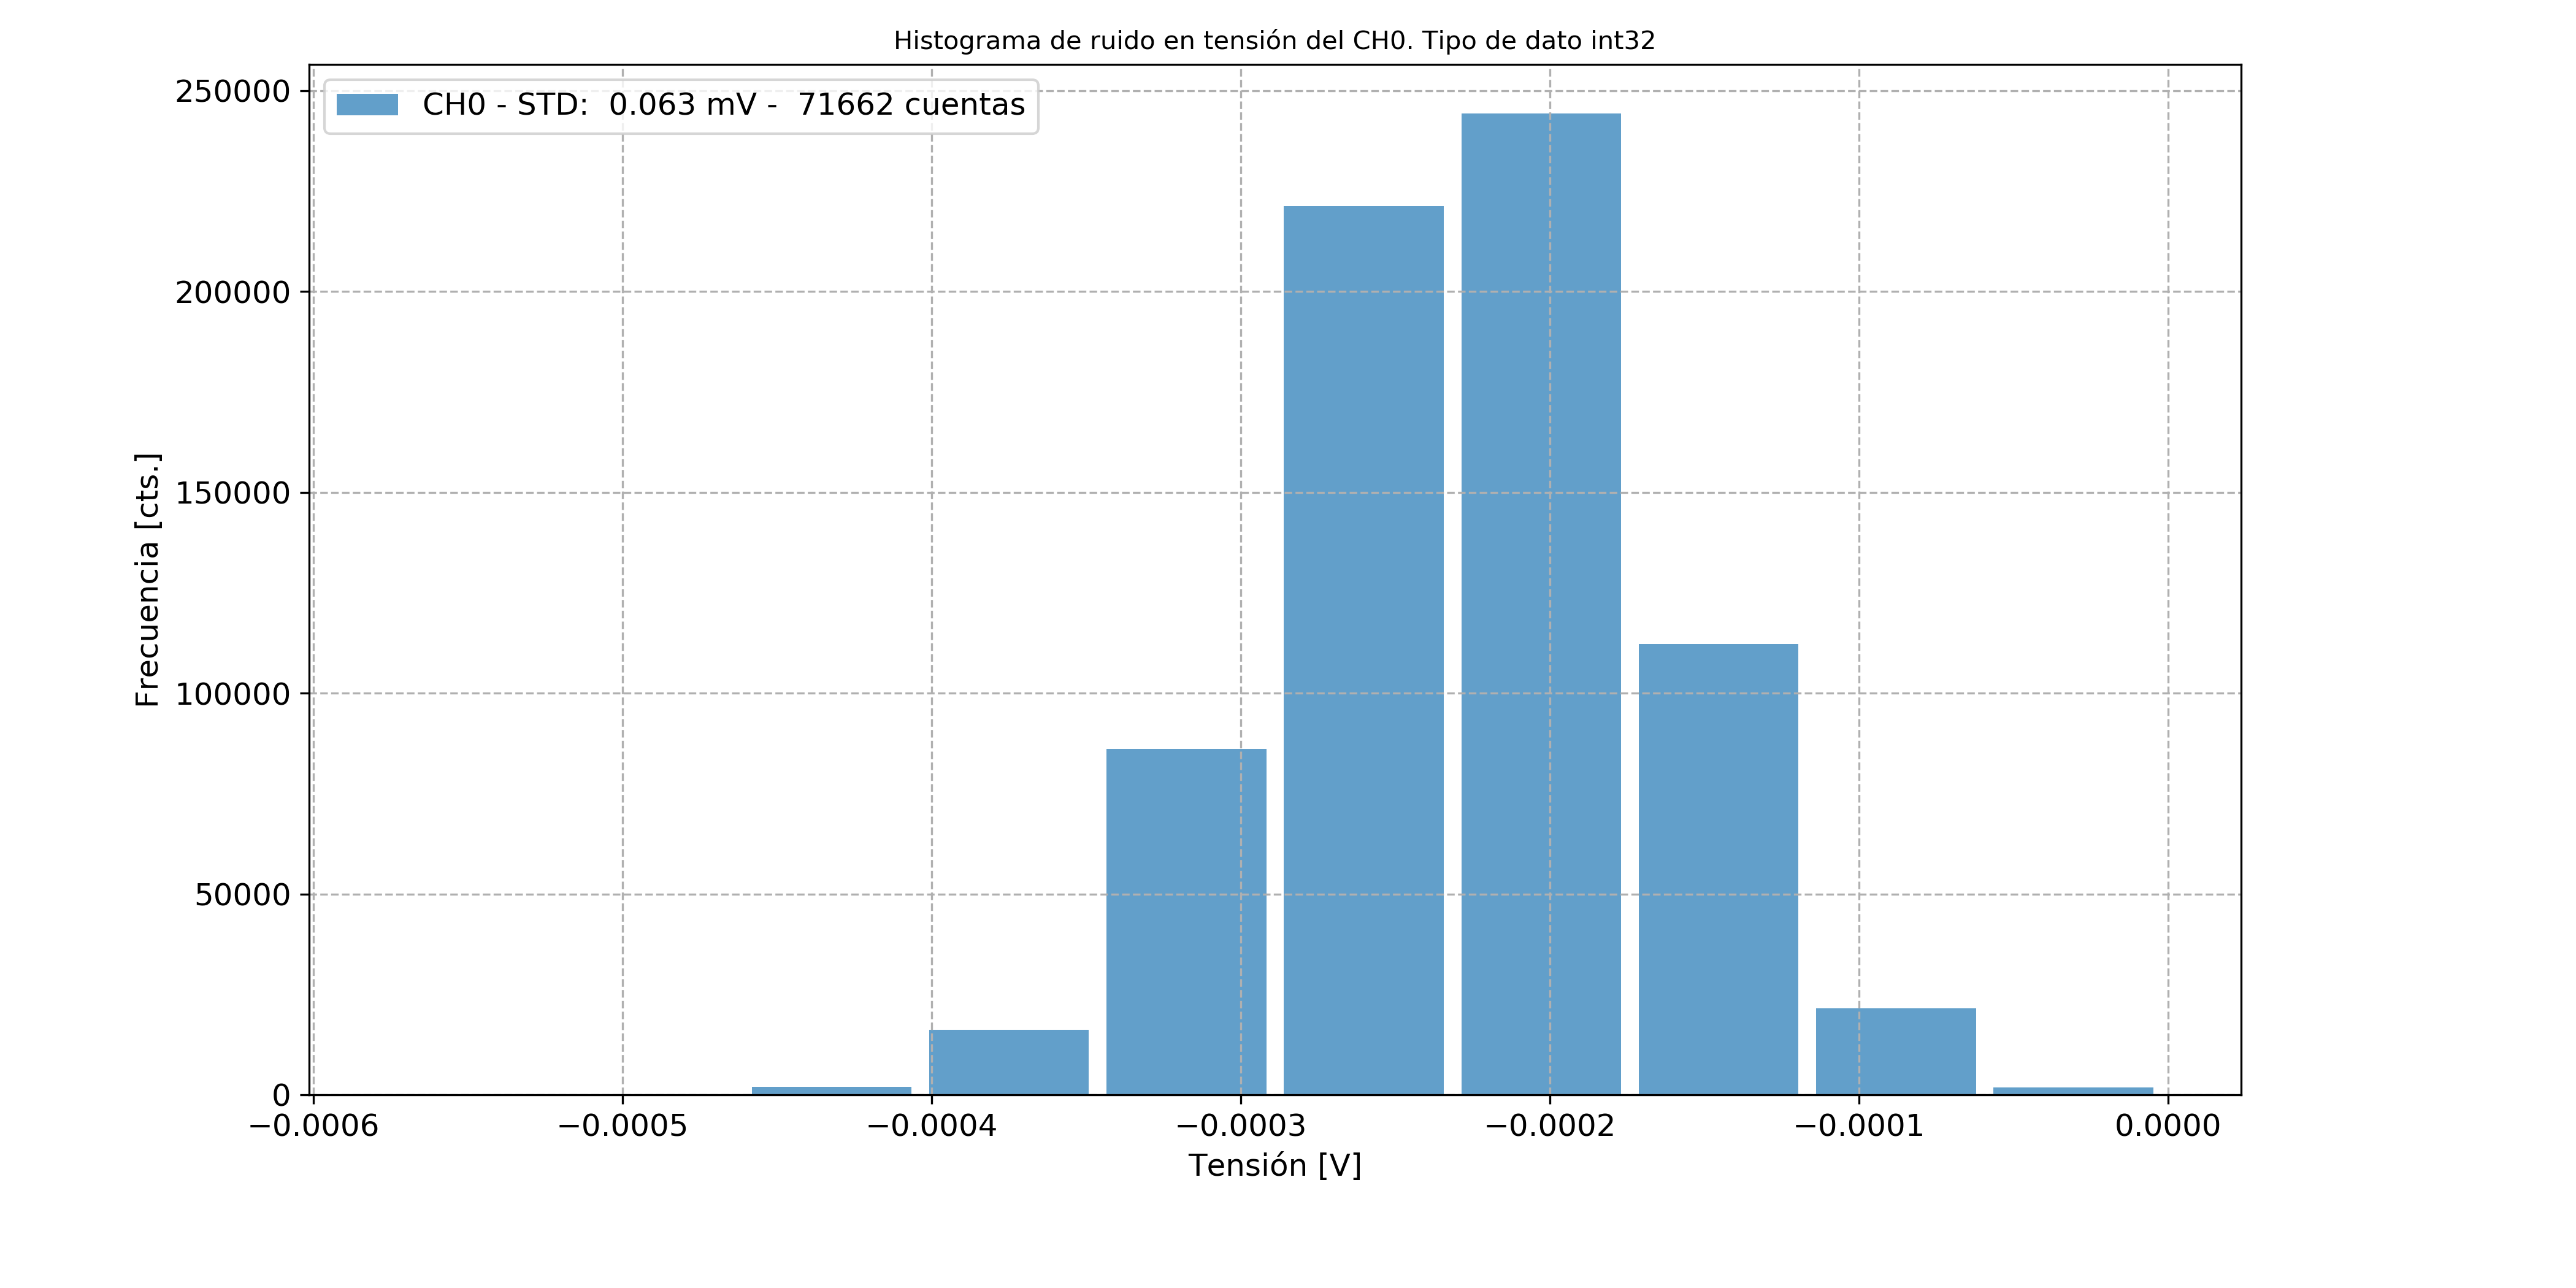 Histograma de ruido en tensión del CH0. Tipo de dato int32
CH0 - STD:  0.063 mV -  71662 cuentas
250000
200000
150000
100000
50000
0
Frecuencia [cts.]
−0.0006 −0.0005 −0.0004 −0.0003 −0.0002 −0.0001 0.0000
Tensión [V]